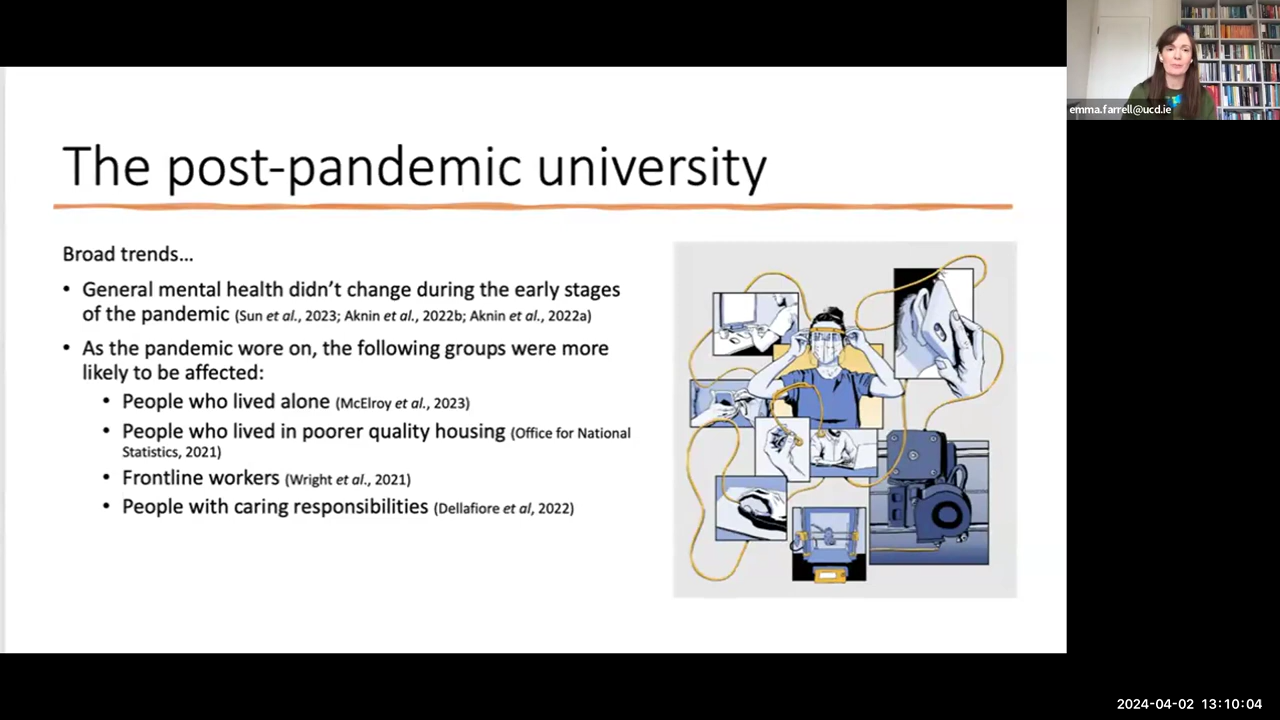 The post-pandemic university
Broad trends...
• General mental health didn't change during the early stages
of the pandemic (Sun et al., 2023; Aknin et al., 2022b; Aknin et al., 2022a)
• As the pandemic wore on, the following groups were more
likely to be affected:
• People who lived alone (McElroy et al., 2023)
• People who lived in poorer quality housing (Office for National
Statistics, 2021)
• Frontline workers (Wright et al., 2021)
• People with caring responsibilities (Dellafiore et al, 2022)
emma.farrell@ucd.ie
2024-04-02 13:10:04